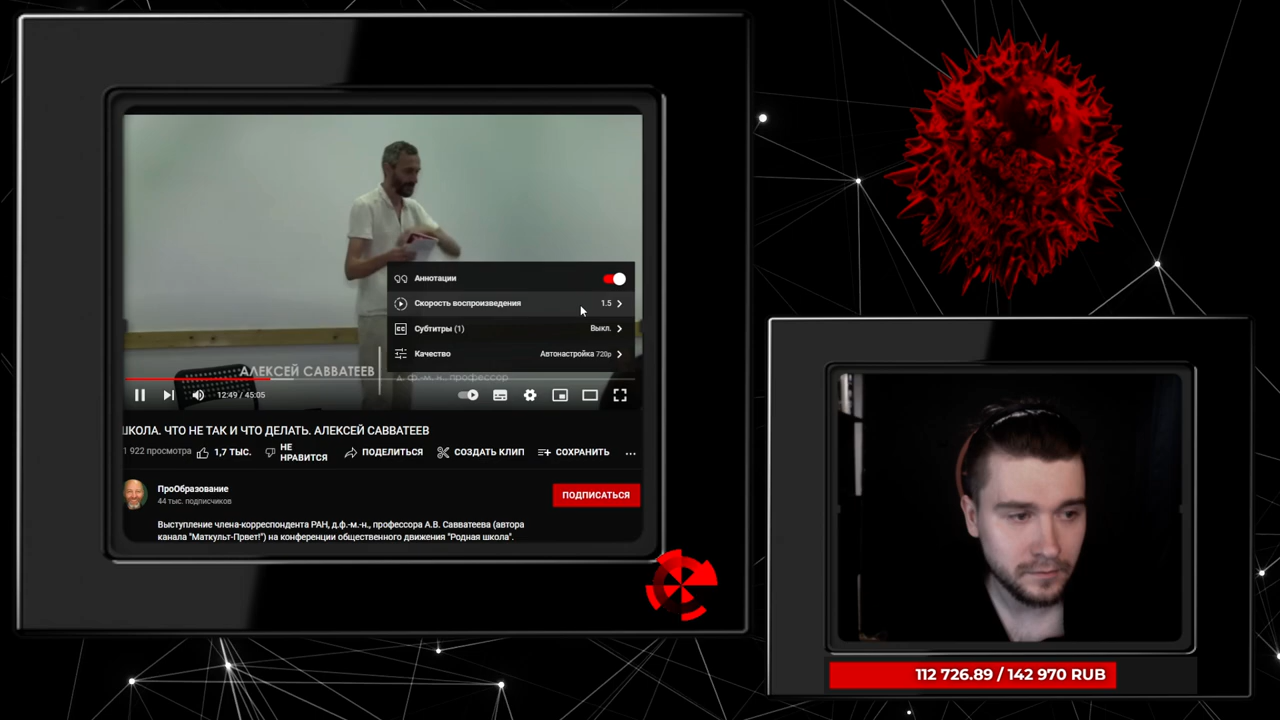 Аннотации
Скорость воспроизведения 1.5
Субтитры (1) Выкл.
Качество Автонастройка 720p
АЛЕКСЕЙ САВВАТЕЕВ
д. ф.-м. н., профессор
12:49 / 45:05
ШКОЛА. ЧТО НЕ ТАК И ЧТО ДЕЛАТЬ. АЛЕКСЕЙ САВВАТЕЕВ
1 922 просмотра 1,7 ТЫС. НЕ НРАВИТСЯ ПОДЕЛИТЬСЯ СОЗДАТЬ КЛИП СОХРАНИТЬ
ПроОбразование
44 тыс. подписчиков
ПОДПИСАТЬСЯ
Выступление члена-корреспондента РАН, д.ф.-м.н., профессора А.В. Савватеева (автора
канала "Маткульт-Првет!") на конференции общественного движения "Родная школа".
112 726.89 / 142 970 RUB